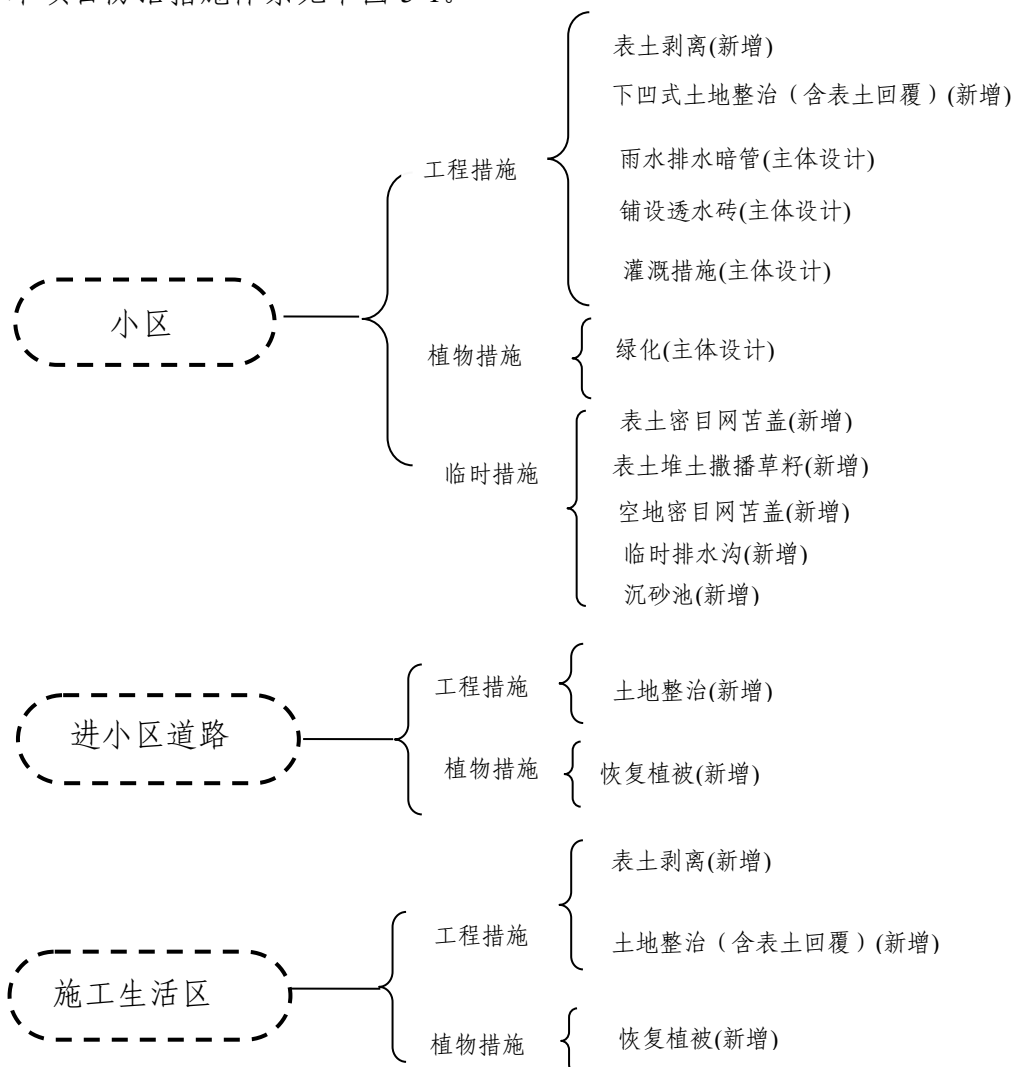 表土剥离(新增)
下凹式土地整治（含表土回覆）(新增)
工程措施
雨水排水暗管(主体设计)
铺设透水砖(主体设计)
灌溉措施(主体设计)
小区
植物措施
绿化(主体设计)
临时措施
表土密目网苫盖(新增)
表土堆土撒播草籽(新增)
空地密目网苫盖(新增)
临时排水沟(新增)
沉砂池(新增)
进小区道路
工程措施
土地整治(新增)
植物措施
恢复植被(新增)
施工生活区
工程措施
表土剥离(新增)
土地整治（含表土回覆）(新增)
植物措施
恢复植被(新增)